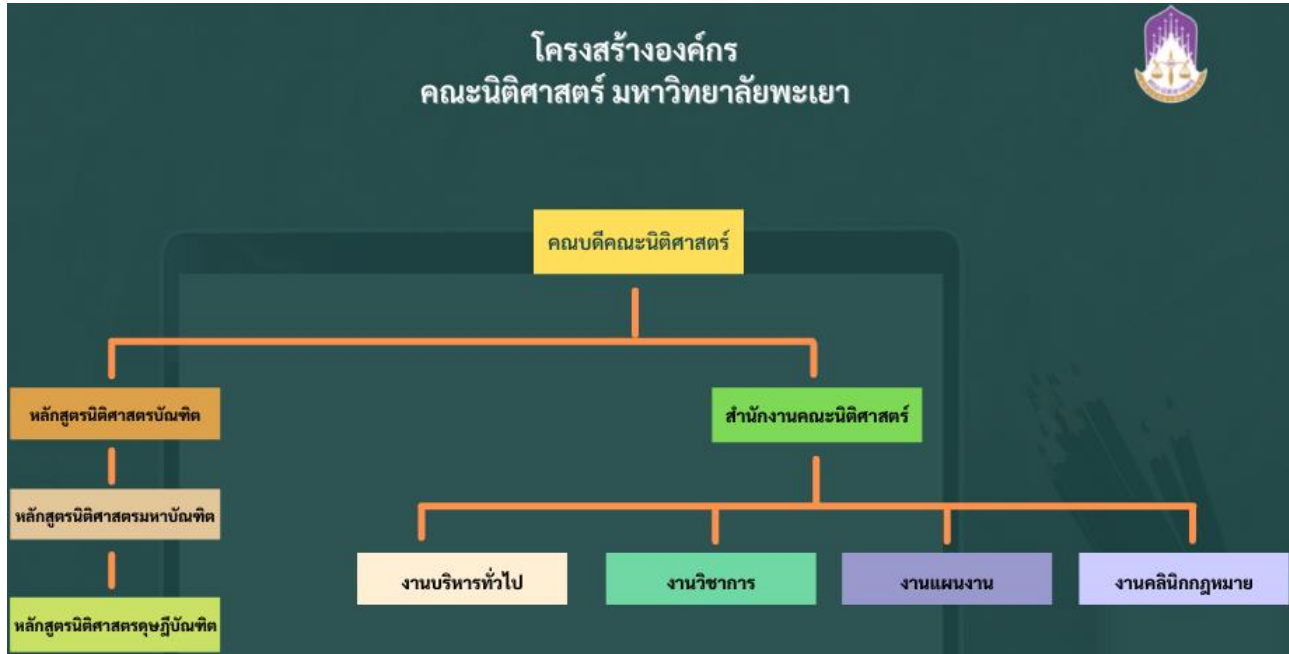 โครงสร้างองค์กร
คณะนิติศาสตร์ มหาวิทยาลัยพะเยา
คณบดีคณะนิติศาสตร์
หลักสูตรนิติศาสตรบัณฑิต
สำนักงานคณะนิติศาสตร์
หลักสูตรนิติศาสตรมหาบัณฑิต
งานบริหารทั่วไป
งานวิชาการ
งานแผนงาน
งานคลินิกกฎหมาย
หลักสูตรนิติศาสตรดุษฎีบัณฑิต